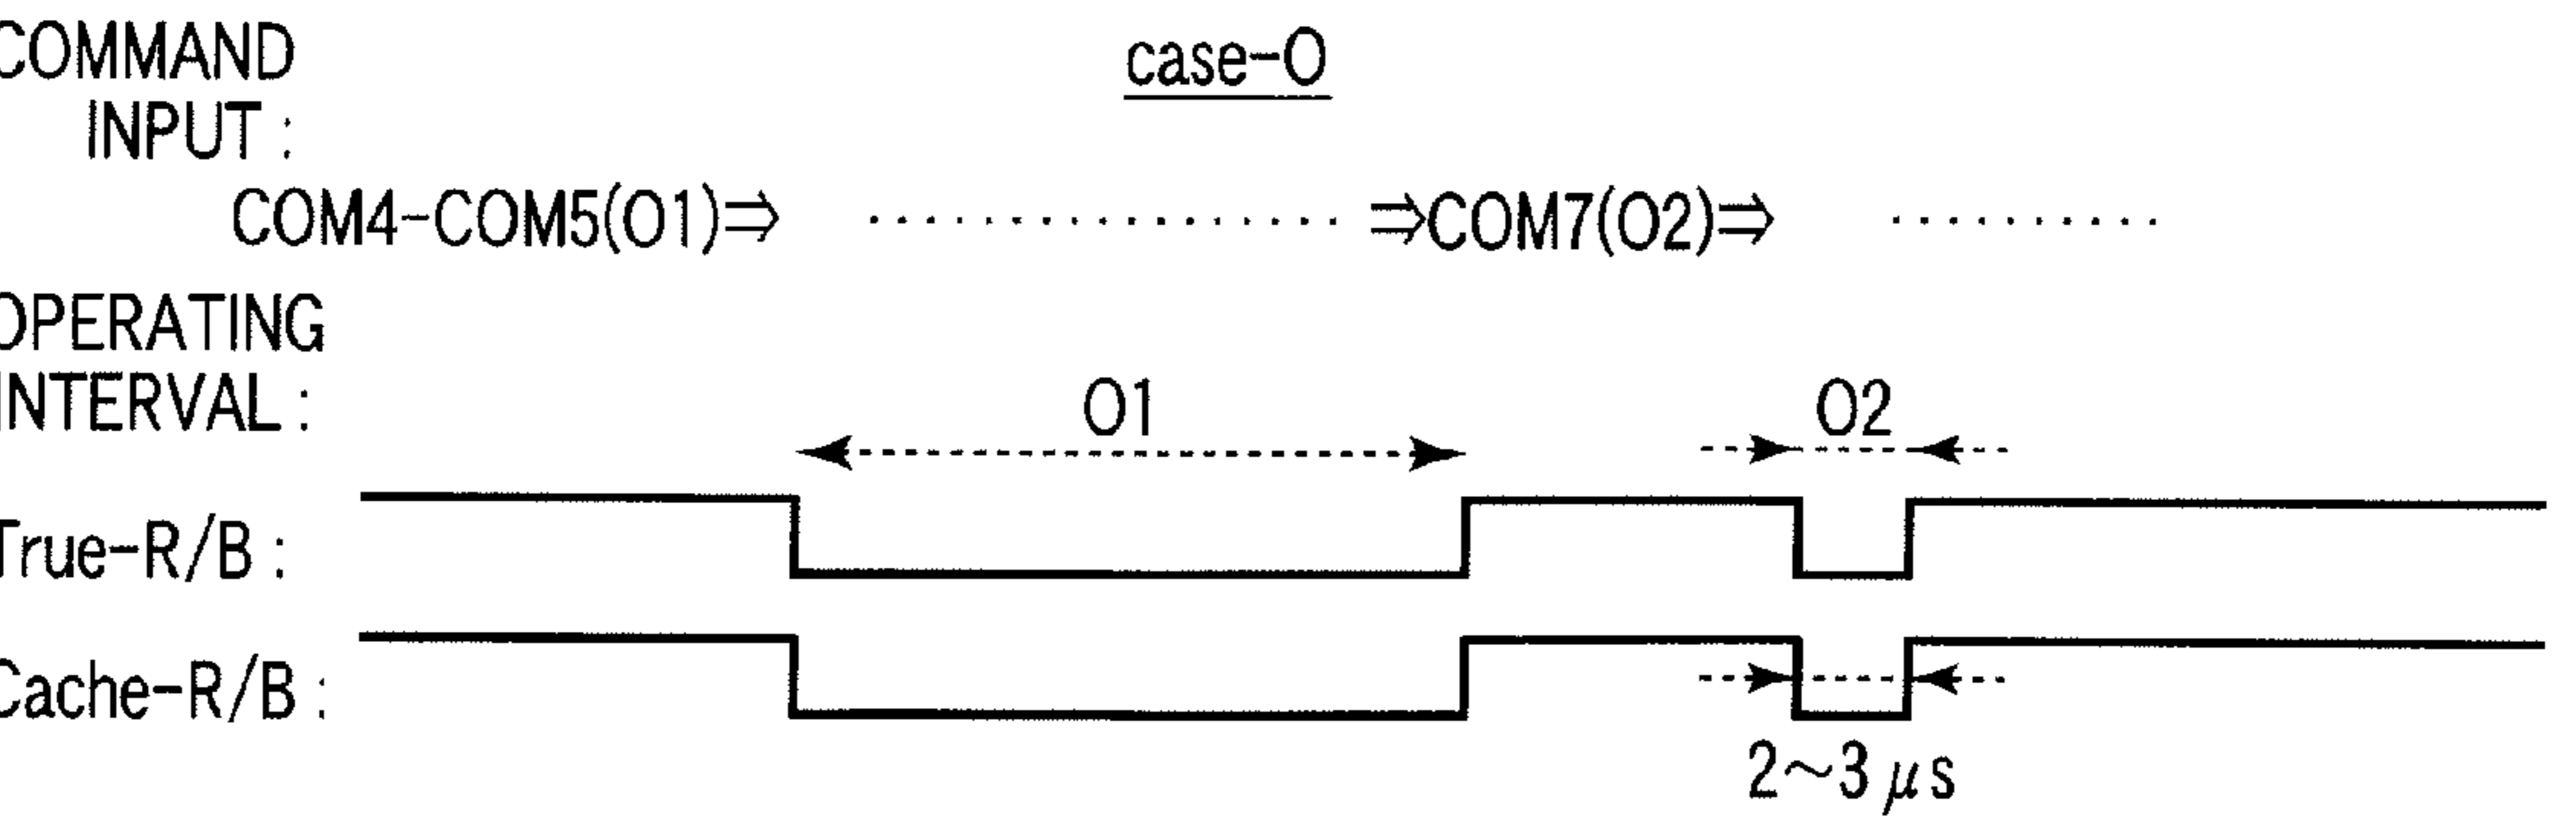 COMMAND
case-O
INPUT :
COM4-COM5(O1)⇒ ················· ⇒COM7(O2)⇒ ··········
OPERATING
INTERVAL :
O1
O2
True-R/B :
Cache-R/B :
2~3 μs